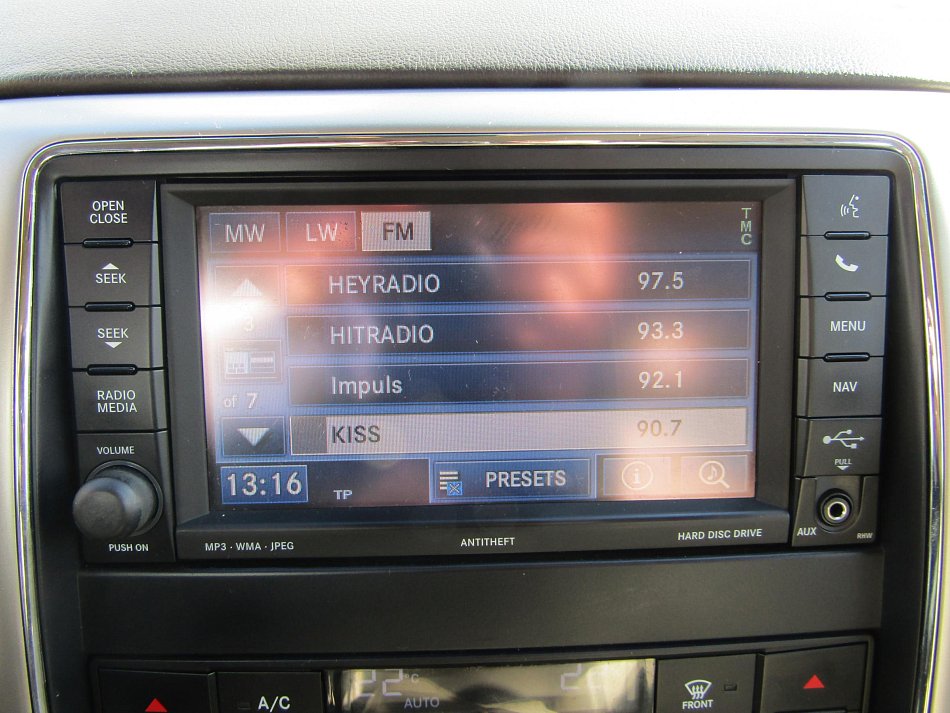 OPEN
CLOSE
SEEK
SEEK
RADIO
MEDIA
VOLUME
PUSH ON
MW LW FM
TMC
HEYRADIO 97.5
3
HITRADIO 93.3
Impuls 92.1
of 7
KISS 90.7
13:16 TP PRESETS
MP3 · WMA · JPEG ANTITHEFT HARD DISC DRIVE
MENU
NAV
PULL
AUX
RHW
A/C
22°C
AUTO
FRONT